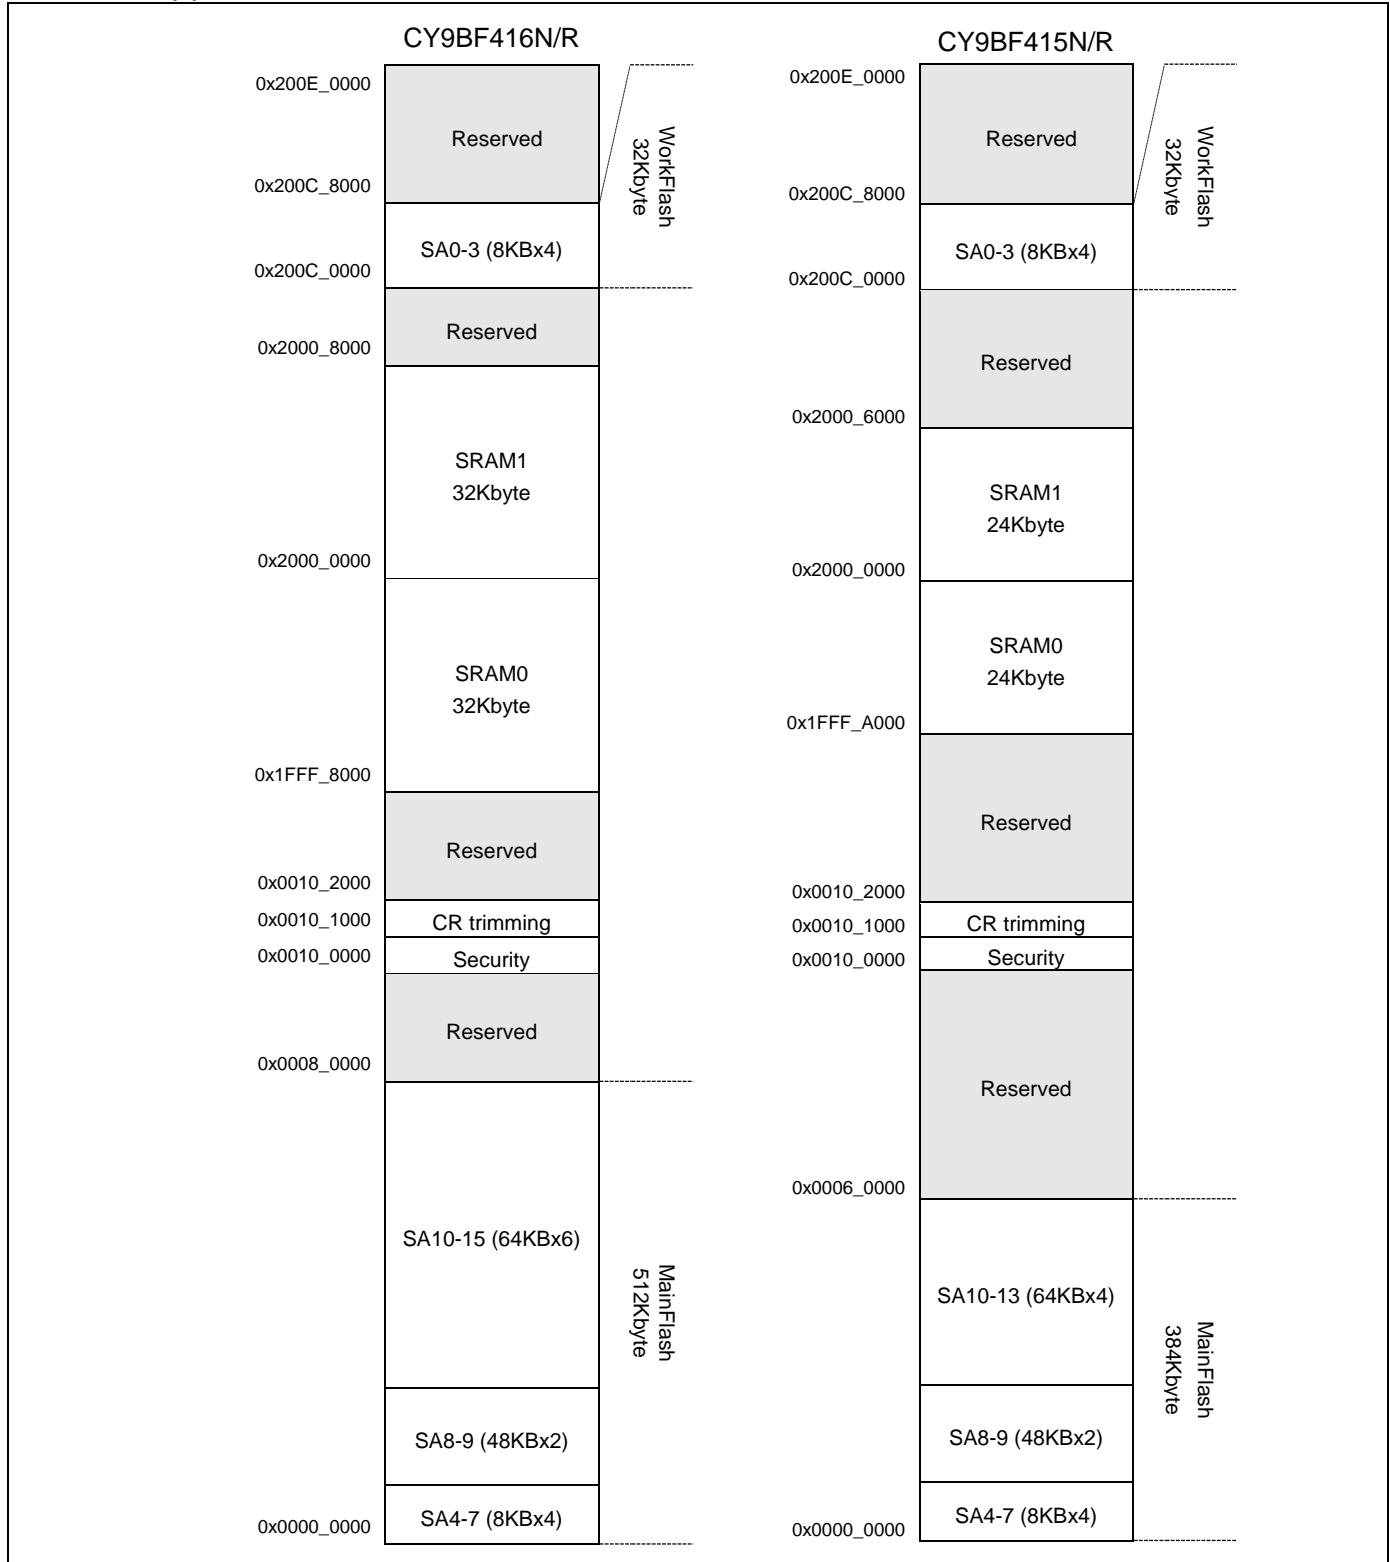 CY9BF416N/R
0x200E_0000
Reserved
WorkFlash
32Kbyte
0x200C_8000
SA0-3 (8KBx4)
0x200C_0000
Reserved
0x2000_8000
SRAM1
32Kbyte
0x2000_0000
SRAM0
32Kbyte
0x1FFF_8000
Reserved
0x0010_2000
0x0010_1000
CR trimming
0x0010_0000
Security
Reserved
0x0008_0000
SA10-15 (64KBx6)
MainFlash
512Kbyte
SA8-9 (48KBx2)
SA4-7 (8KBx4)
0x0000_0000
CY9BF415N/R
0x200E_0000
Reserved
WorkFlash
32Kbyte
0x200C_8000
SA0-3 (8KBx4)
0x200C_0000
Reserved
0x2000_6000
SRAM1
24Kbyte
0x2000_0000
SRAM0
24Kbyte
0x1FFF_A000
Reserved
0x0010_2000
0x0010_1000
CR trimming
0x0010_0000
Security
Reserved
0x0006_0000
SA10-13 (64KBx4)
MainFlash
384Kbyte
SA8-9 (48KBx2)
SA4-7 (8KBx4)
0x0000_0000